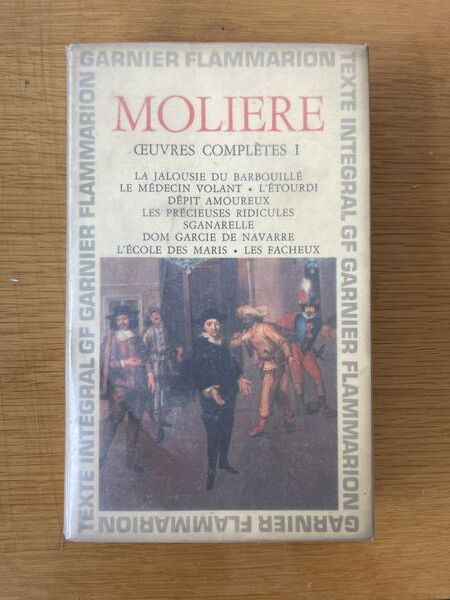 GARNIER FLAMMARION
TEXTE INTEGRAL GF GARNIER FLAMMARION
MOLIERE
ŒUVRES COMPLÈTES I
LA JALOUSIE DU BARBOUILLÉ
LE MÉDECIN VOLANT • L'ÉTOURDI
DÉPIT AMOUREUX
LES PRÉCIEUSES RIDICULES
SGANARELLE
DOM GARCIE DE NAVARRE
L'ÉCOLE DES MARIS • LES FACHEUX
TEXTE INTEGRAL GF GARNIER FLAMMARION
GARNIER FLAMMARION